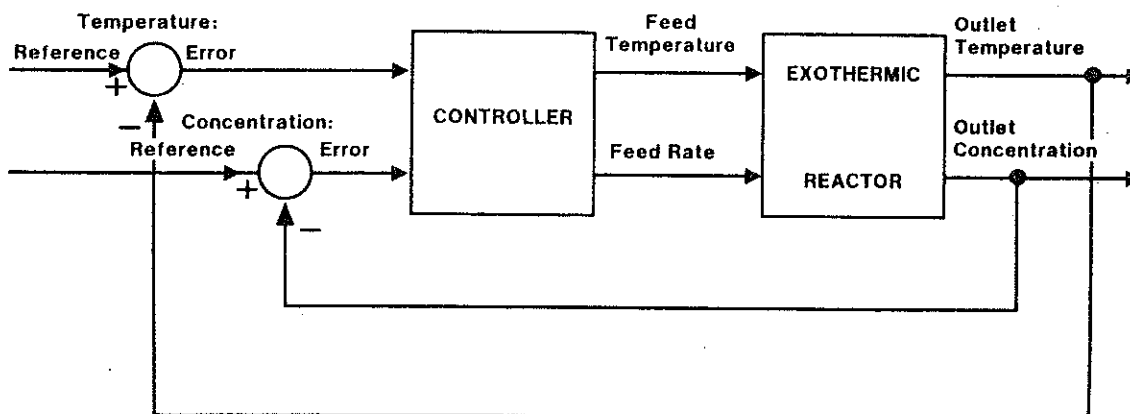 Temperature:
Reference
Error
+
−
Concentration:
Reference
Error
+
−
CONTROLLER
Feed
Temperature
Feed Rate
EXOTHERMIC
REACTOR
Outlet
Temperature
Outlet
Concentration